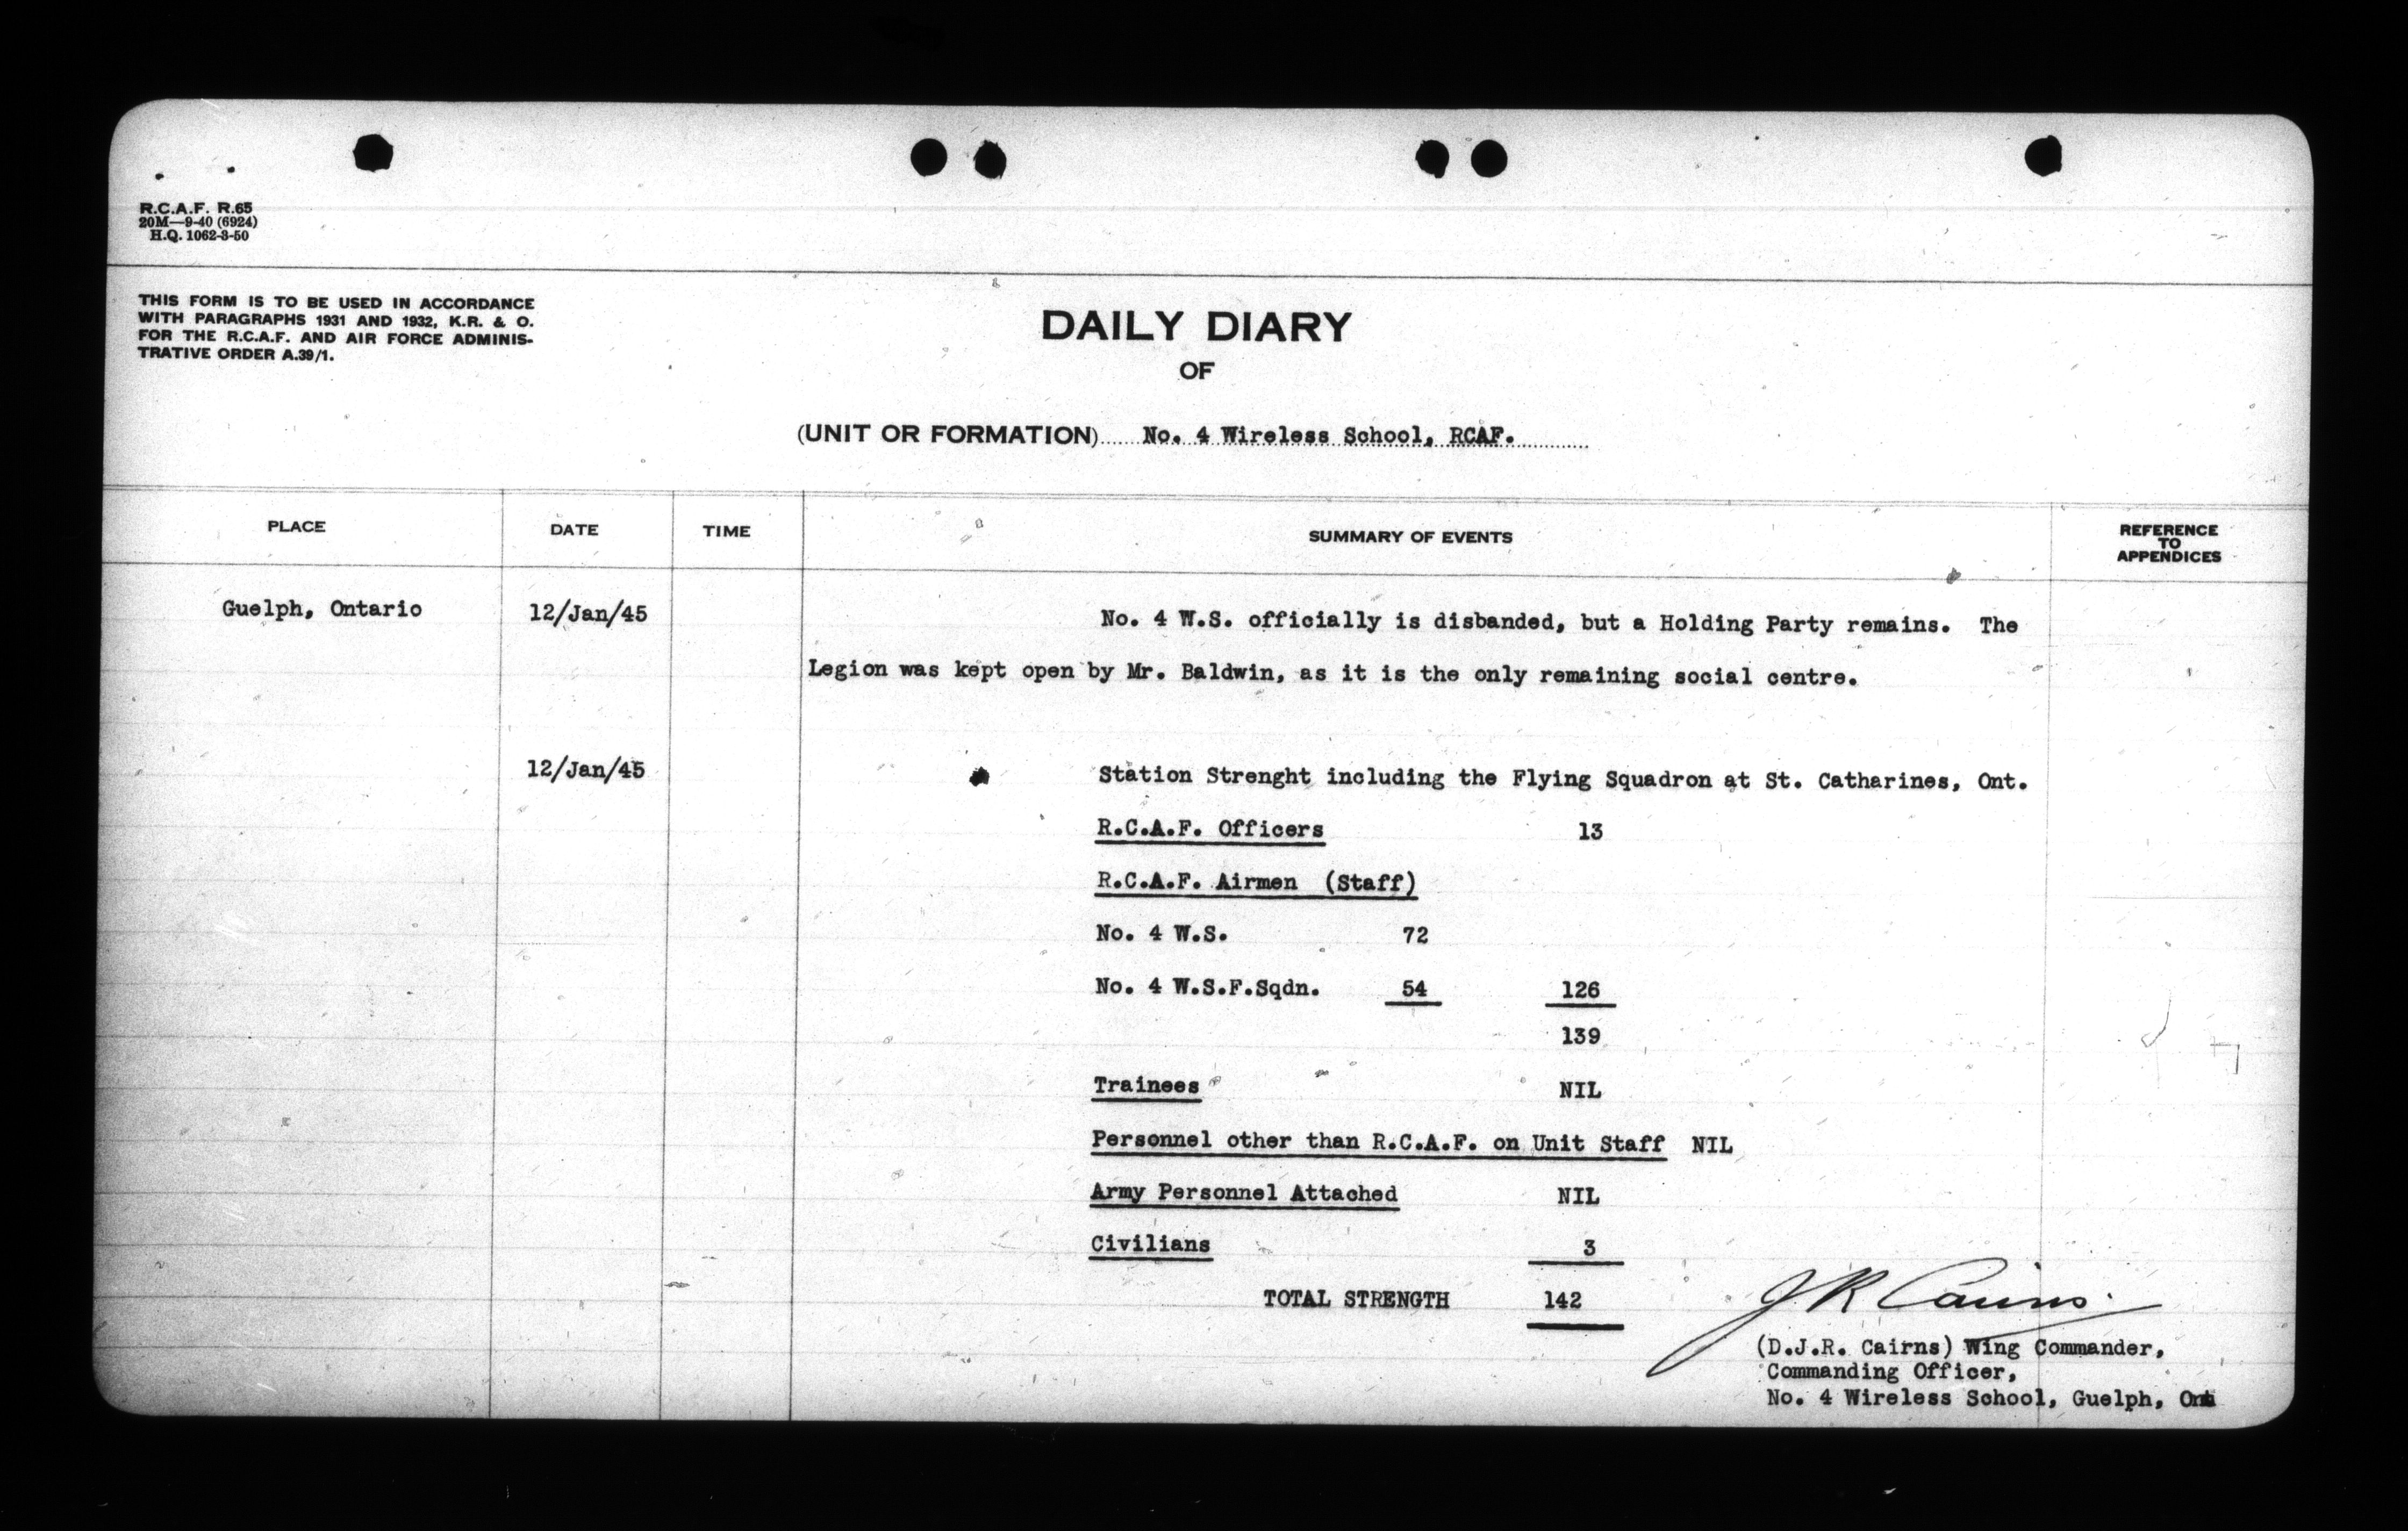 R.C.A.F. R.65
20M—9-40 (6924)
H.Q. 1062-3-50
THIS FORM IS TO BE USED IN ACCORDANCE
WITH PARAGRAPHS 1931 AND 1932, K.R. & O.
FOR THE R.C.A.F. AND AIR FORCE ADMINIS-
TRATIVE ORDER A.39/1.
DAILY DIARY
OF
(UNIT OR FORMATION) No. 4 Wireless School, RCAF.
PLACE DATE TIME SUMMARY OF EVENTS REFERENCE TO APPENDICES
Guelph, Ontario 12/Jan/45 No. 4 W.S. officially is disbanded, but a Holding Party remains. The
Legion was kept open by Mr. Baldwin, as it is the only remaining social centre.
12/Jan/45 Station Strenght including the Flying Squadron at St. Catharines, Ont.
R.C.A.F. Officers 13
R.C.A.F. Airmen (Staff)
No. 4 W.S. 72
No. 4 W.S.F.Sqdn. 54 126
139
Trainees NIL
Personnel other than R.C.A.F. on Unit Staff NIL
Army Personnel Attached NIL
Civilians 3
TOTAL STRENGTH 142
JR Cairns
(D.J.R. Cairns) Wing Commander,
Commanding Officer,
No. 4 Wireless School, Guelph,